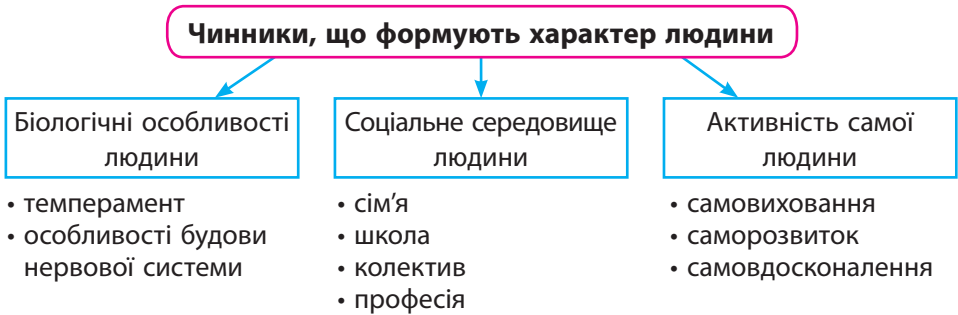 Чинники, що формують характер людини
Біологічні особливості
людини
• темперамент
• особливості будови
нервової системи
Соціальне середовище
людини
• сім'я
• школа
• колектив
• професія
Активність самої
людини
• самовиховання
• саморозвиток
• самовдосконалення